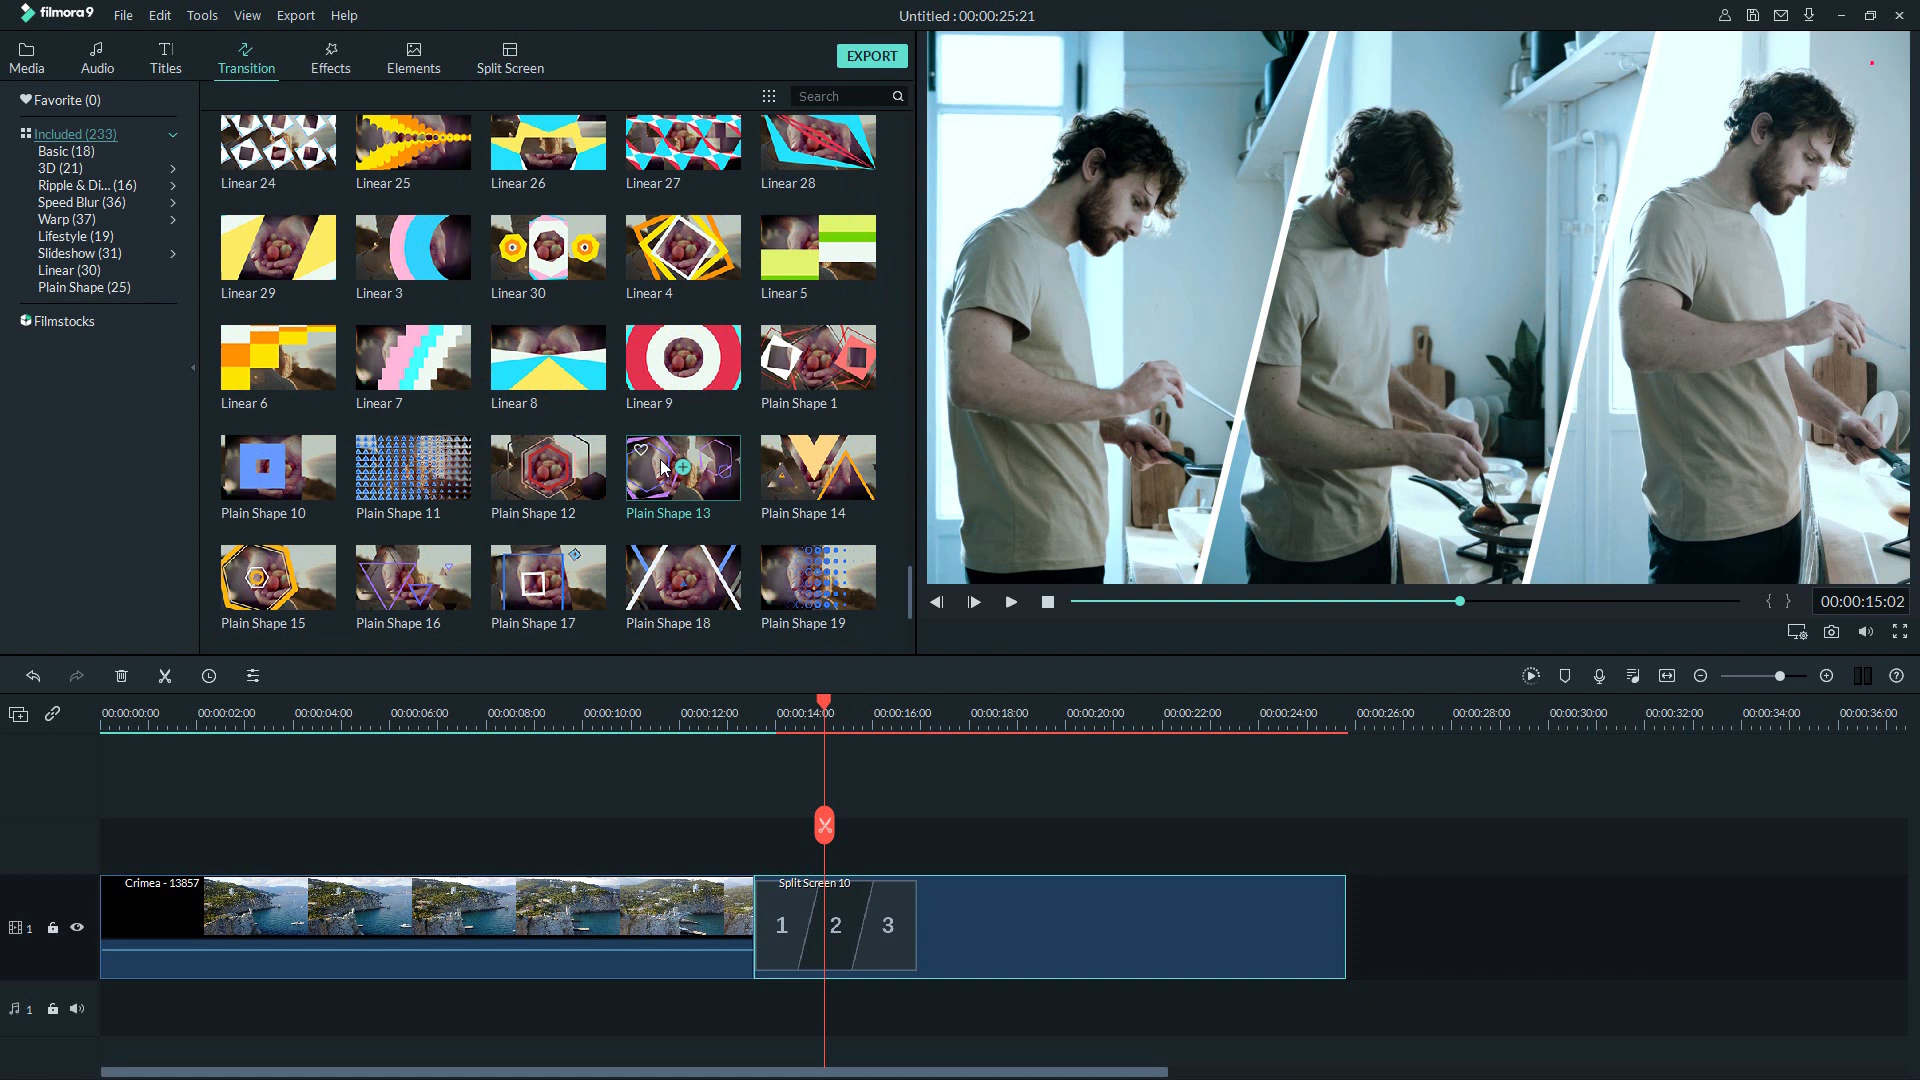 filmora9 File Edit Tools View Export Help Untitled : 00:00:25:21
Media Audio Titles Transition Effects Elements Split Screen EXPORT
Favorite (0)
Search
Included (233)
Basic (18)
3D (21)
Ripple & Di... (16)
Speed Blur (36)
Warp (37)
Lifestyle (19)
Slideshow (31)
Linear (30)
Plain Shape (25)
Filmstocks
Linear 24 Linear 25 Linear 26 Linear 27 Linear 28
Linear 29 Linear 3 Linear 30 Linear 4 Linear 5
Linear 6 Linear 7 Linear 8 Linear 9 Plain Shape 1
Plain Shape 10 Plain Shape 11 Plain Shape 12 Plain Shape 13 Plain Shape 14
Plain Shape 15 Plain Shape 16 Plain Shape 17 Plain Shape 18 Plain Shape 19
{ } 00:00:15:02
00:00:00:00 00:00:02:00 00:00:04:00 00:00:06:00 00:00:08:00 00:00:10:00 00:00:12:00 00:00:14:00 00:00:16:00 00:00:18:00 00:00:20:00 00:00:22:00 00:00:24:00 00:00:26:00 00:00:28:00 00:00:30:00 00:00:32:00 00:00:34:00 00:00:36:00
Crimea - 13857 Split Screen 10
1 1 2 3
1